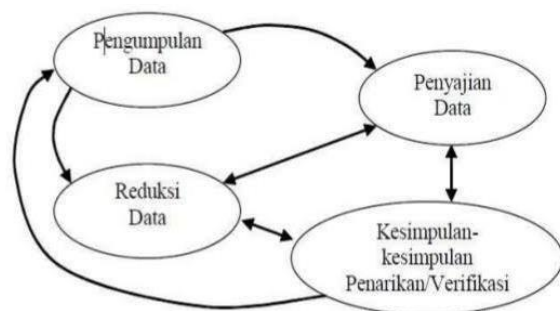 Pengumpulan
Data
Penyajian
Data
Reduksi
Data
Kesimpulan-
kesimpulan
Penarikan/Verifikasi